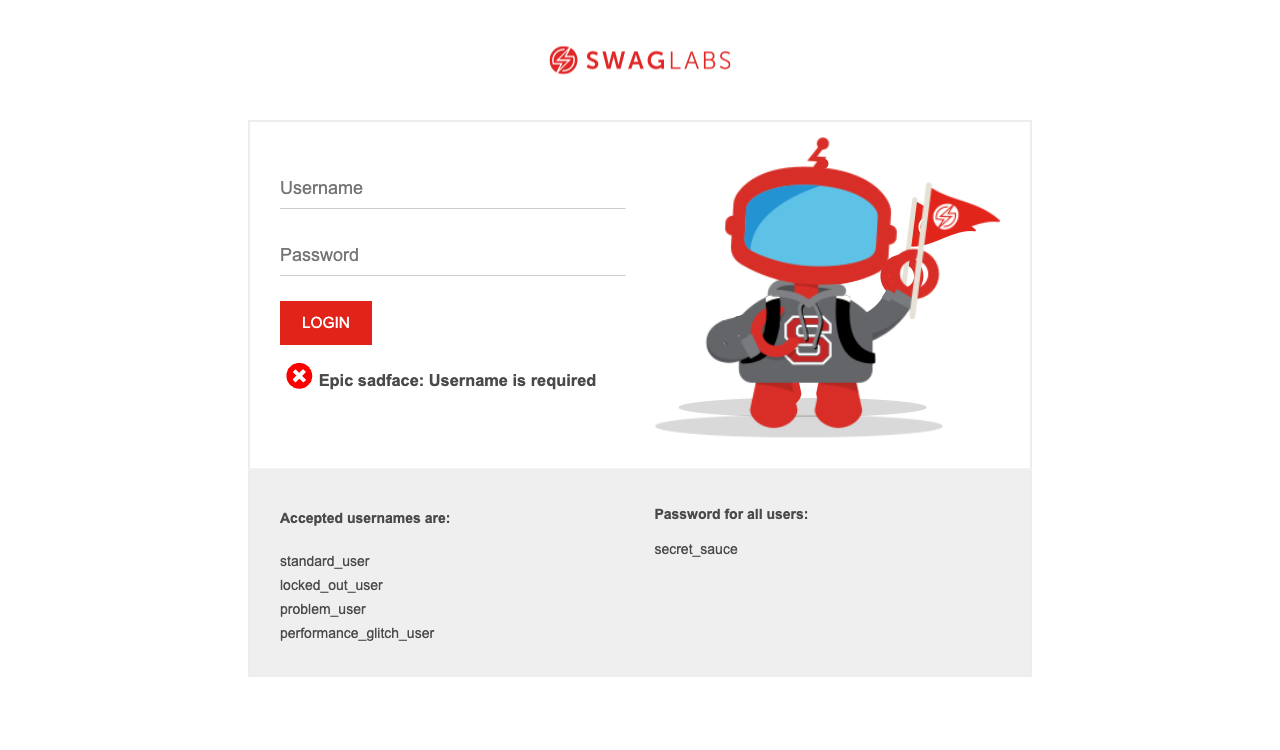 SWAGLABS
Username
Password
LOGIN
Epic sadface: Username is required
S
Accepted usernames are:
standard_user
locked_out_user
problem_user
performance_glitch_user
Password for all users:
secret_sauce